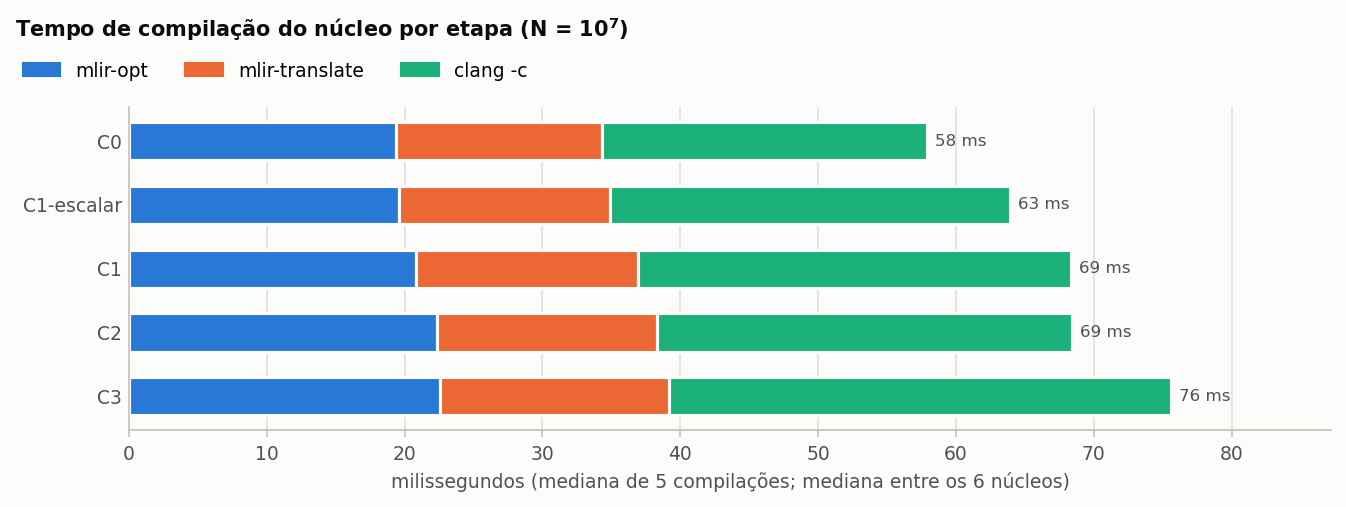 Tempo de compilação do núcleo por etapa (N = 10⁷)
mlir-opt mlir-translate clang -c
C0 58 ms
C1-escalar 63 ms
C1 69 ms
C2 69 ms
C3 76 ms
0 10 20 30 40 50 60 70 80
milissegundos (mediana de 5 compilações; mediana entre os 6 núcleos)